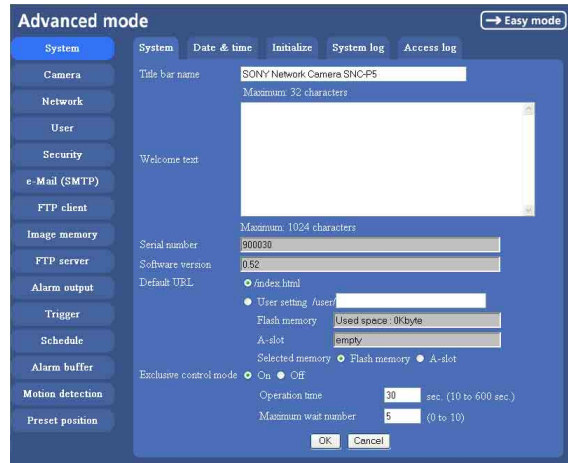 Advanced mode
→ Easy mode
System
Camera
Network
User
Security
e-Mail (SMTP)
FTP client
Image memory
FTP server
Alarm output
Trigger
Schedule
Alarm buffer
Motion detection
Preset position
System Date & time Initialize System log Access log
Title bar name SONY Network Camera SNC-P5
Maximum: 32 characters
Welcome text
Maximum: 1024 characters
Serial number 900030
Software version 0.52
Default URL /index.html
User setting /user/
Flash memory Used space : 0Kbyte
A-slot empty
Selected memory Flash memory A-slot
Exclusive control mode On Off
Operation time 30 sec. (10 to 600 sec.)
Maximum wait number 5 (0 to 10)
OK Cancel